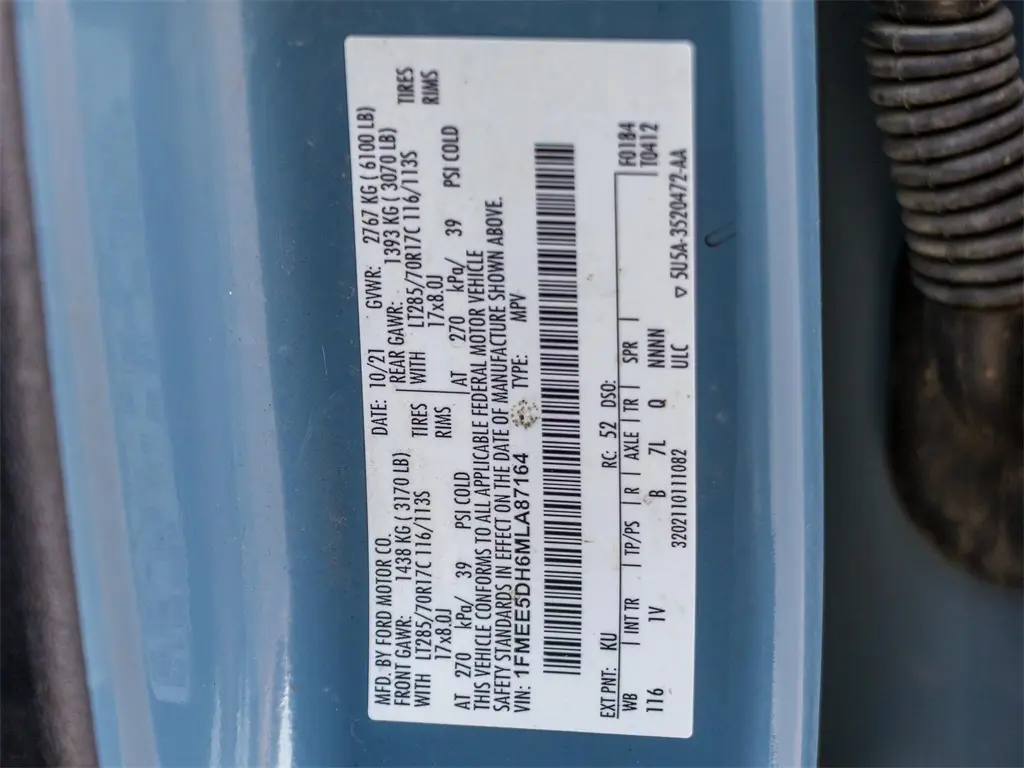 MFD. BY FORD MOTOR CO. DATE: 10/21 GVWR: 2767 KG ( 6100 LB)
FRONT GAWR: 1438 KG ( 3170 LB) REAR GAWR: 1393 KG ( 3070 LB)
WITH LT285/70R17C 116/113S TIRES WITH LT285/70R17C 116/113S TIRES
17x8.0J RIMS 17x8.0J RIMS
AT 270 kPa/ 39 PSI COLD AT 270 kPa/ 39 PSI COLD
THIS VEHICLE CONFORMS TO ALL APPLICABLE FEDERAL MOTOR VEHICLE
SAFETY STANDARDS IN EFFECT ON THE DATE OF MANUFACTURE SHOWN ABOVE.
VIN: 1FMEE5DH6MLA87164 TYPE: MPV
EXT PNT: KU RC: 52 DSO: F0184
WB INT TR TP/PS R AXLE TR SPR T0412
116 1V B 7L Q NNNN
3202110111082 ULC ▽ 5U5A-3520472-AA